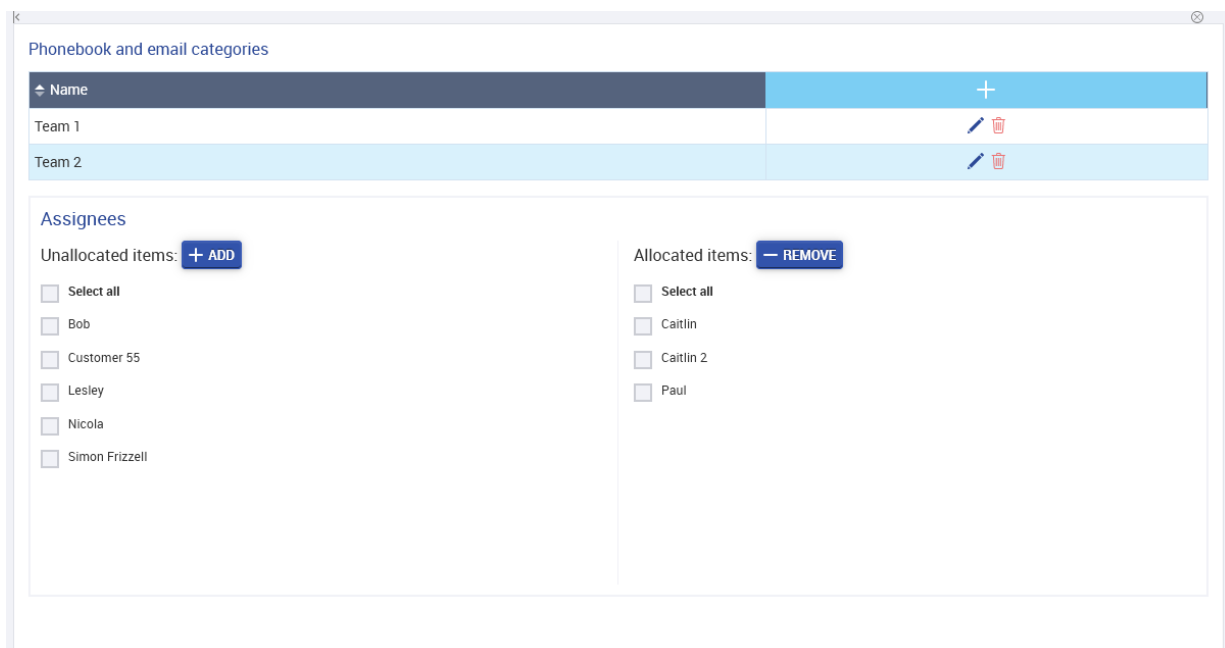 Phonebook and email categories
Name
Team 1
Team 2
Assignees
Unallocated items: ADD
Select all
Bob
Customer 55
Lesley
Nicola
Simon Frizzell
Allocated items: REMOVE
Select all
Caitlin
Caitlin 2
Paul